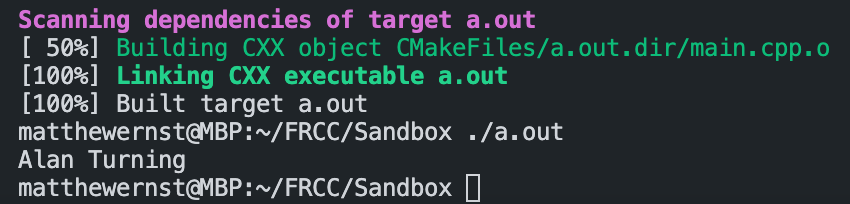 Scanning dependencies of target a.out
[ 50%] Building CXX object CMakeFiles/a.out.dir/main.cpp.o
[100%] Linking CXX executable a.out
[100%] Built target a.out
matthewernst@MBP:~/FRCC/Sandbox ./a.out
Alan Turning
matthewernst@MBP:~/FRCC/Sandbox